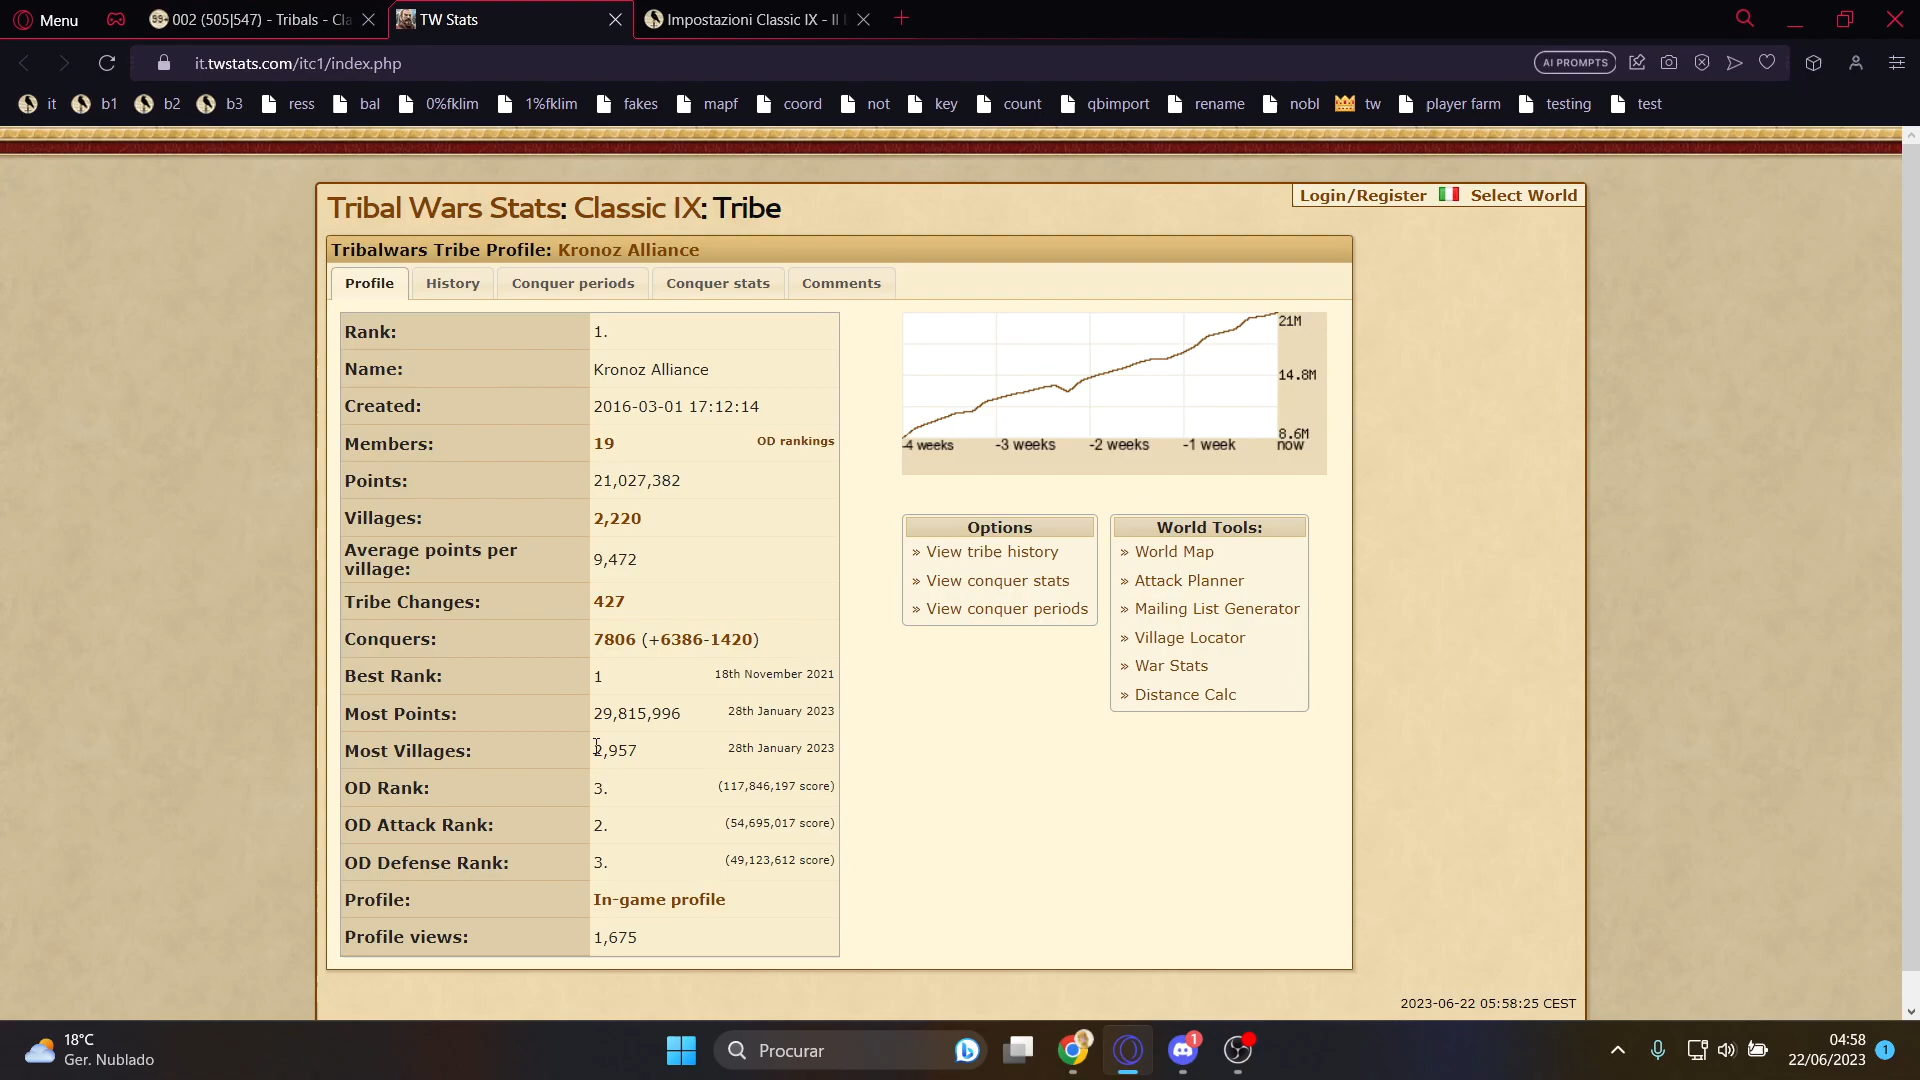 Menu
002 (505|547) - Tribals - Cla
TW Stats
Impostazioni Classic IX - Il
it.twstats.com/itc1/index.php
AI PROMPTS
it b1 b2 b3 ress bal 0%fklim 1%fklim fakes mapf coord not key count qbimport rename nobl tw player farm testing test
Login/Register Select World
Tribal Wars Stats: Classic IX: Tribe
Tribalwars Tribe Profile: Kronoz Alliance
Profile History Conquer periods Conquer stats Comments
Rank: 1.
Name: Kronoz Alliance
Created: 2016-03-01 17:12:14
Members: 19 OD rankings
Points: 21,027,382
Villages: 2,220
Average points per
village: 9,472
Tribe Changes: 427
Conquers: 7806 (+6386-1420)
Best Rank: 1 18th November 2021
Most Points: 29,815,996 28th January 2023
Most Villages: 2,957 28th January 2023
OD Rank: 3. (117,846,197 score)
OD Attack Rank: 2. (54,695,017 score)
OD Defense Rank: 3. (49,123,612 score)
Profile: In-game profile
Profile views: 1,675
21M
14.8M
8.6M
-4 weeks -3 weeks -2 weeks -1 week now
Options
» View tribe history
» View conquer stats
» View conquer periods
World Tools:
» World Map
» Attack Planner
» Mailing List Generator
» Village Locator
» War Stats
» Distance Calc
2023-06-22 05:58:25 CEST
18°C
Ger. Nublado
Procurar
1
04:58
22/06/2023
1